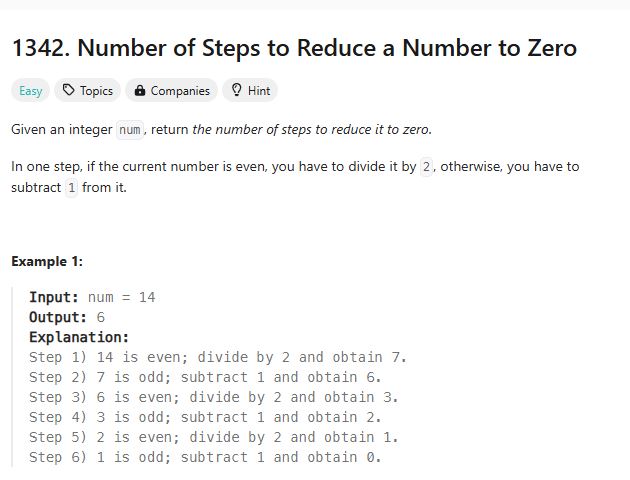 1342. Number of Steps to Reduce a Number to Zero
Easy Topics Companies Hint
Given an integer num, return the number of steps to reduce it to zero.
In one step, if the current number is even, you have to divide it by 2, otherwise, you have to
subtract 1 from it.
Example 1:
Input: num = 14
Output: 6
Explanation:
Step 1) 14 is even; divide by 2 and obtain 7.
Step 2) 7 is odd; subtract 1 and obtain 6.
Step 3) 6 is even; divide by 2 and obtain 3.
Step 4) 3 is odd; subtract 1 and obtain 2.
Step 5) 2 is even; divide by 2 and obtain 1.
Step 6) 1 is odd; subtract 1 and obtain 0.